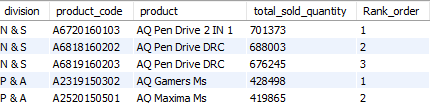 division product_code product total_sold_quantity Rank_order
N & S A6720160103 AQ Pen Drive 2 IN 1 701373 1
N & S A6818160202 AQ Pen Drive DRC 688003 2
N & S A6819160203 AQ Pen Drive DRC 676245 3
P & A A2319150302 AQ Gamers Ms 428498 1
P & A A2520150501 AQ Maxima Ms 419865 2